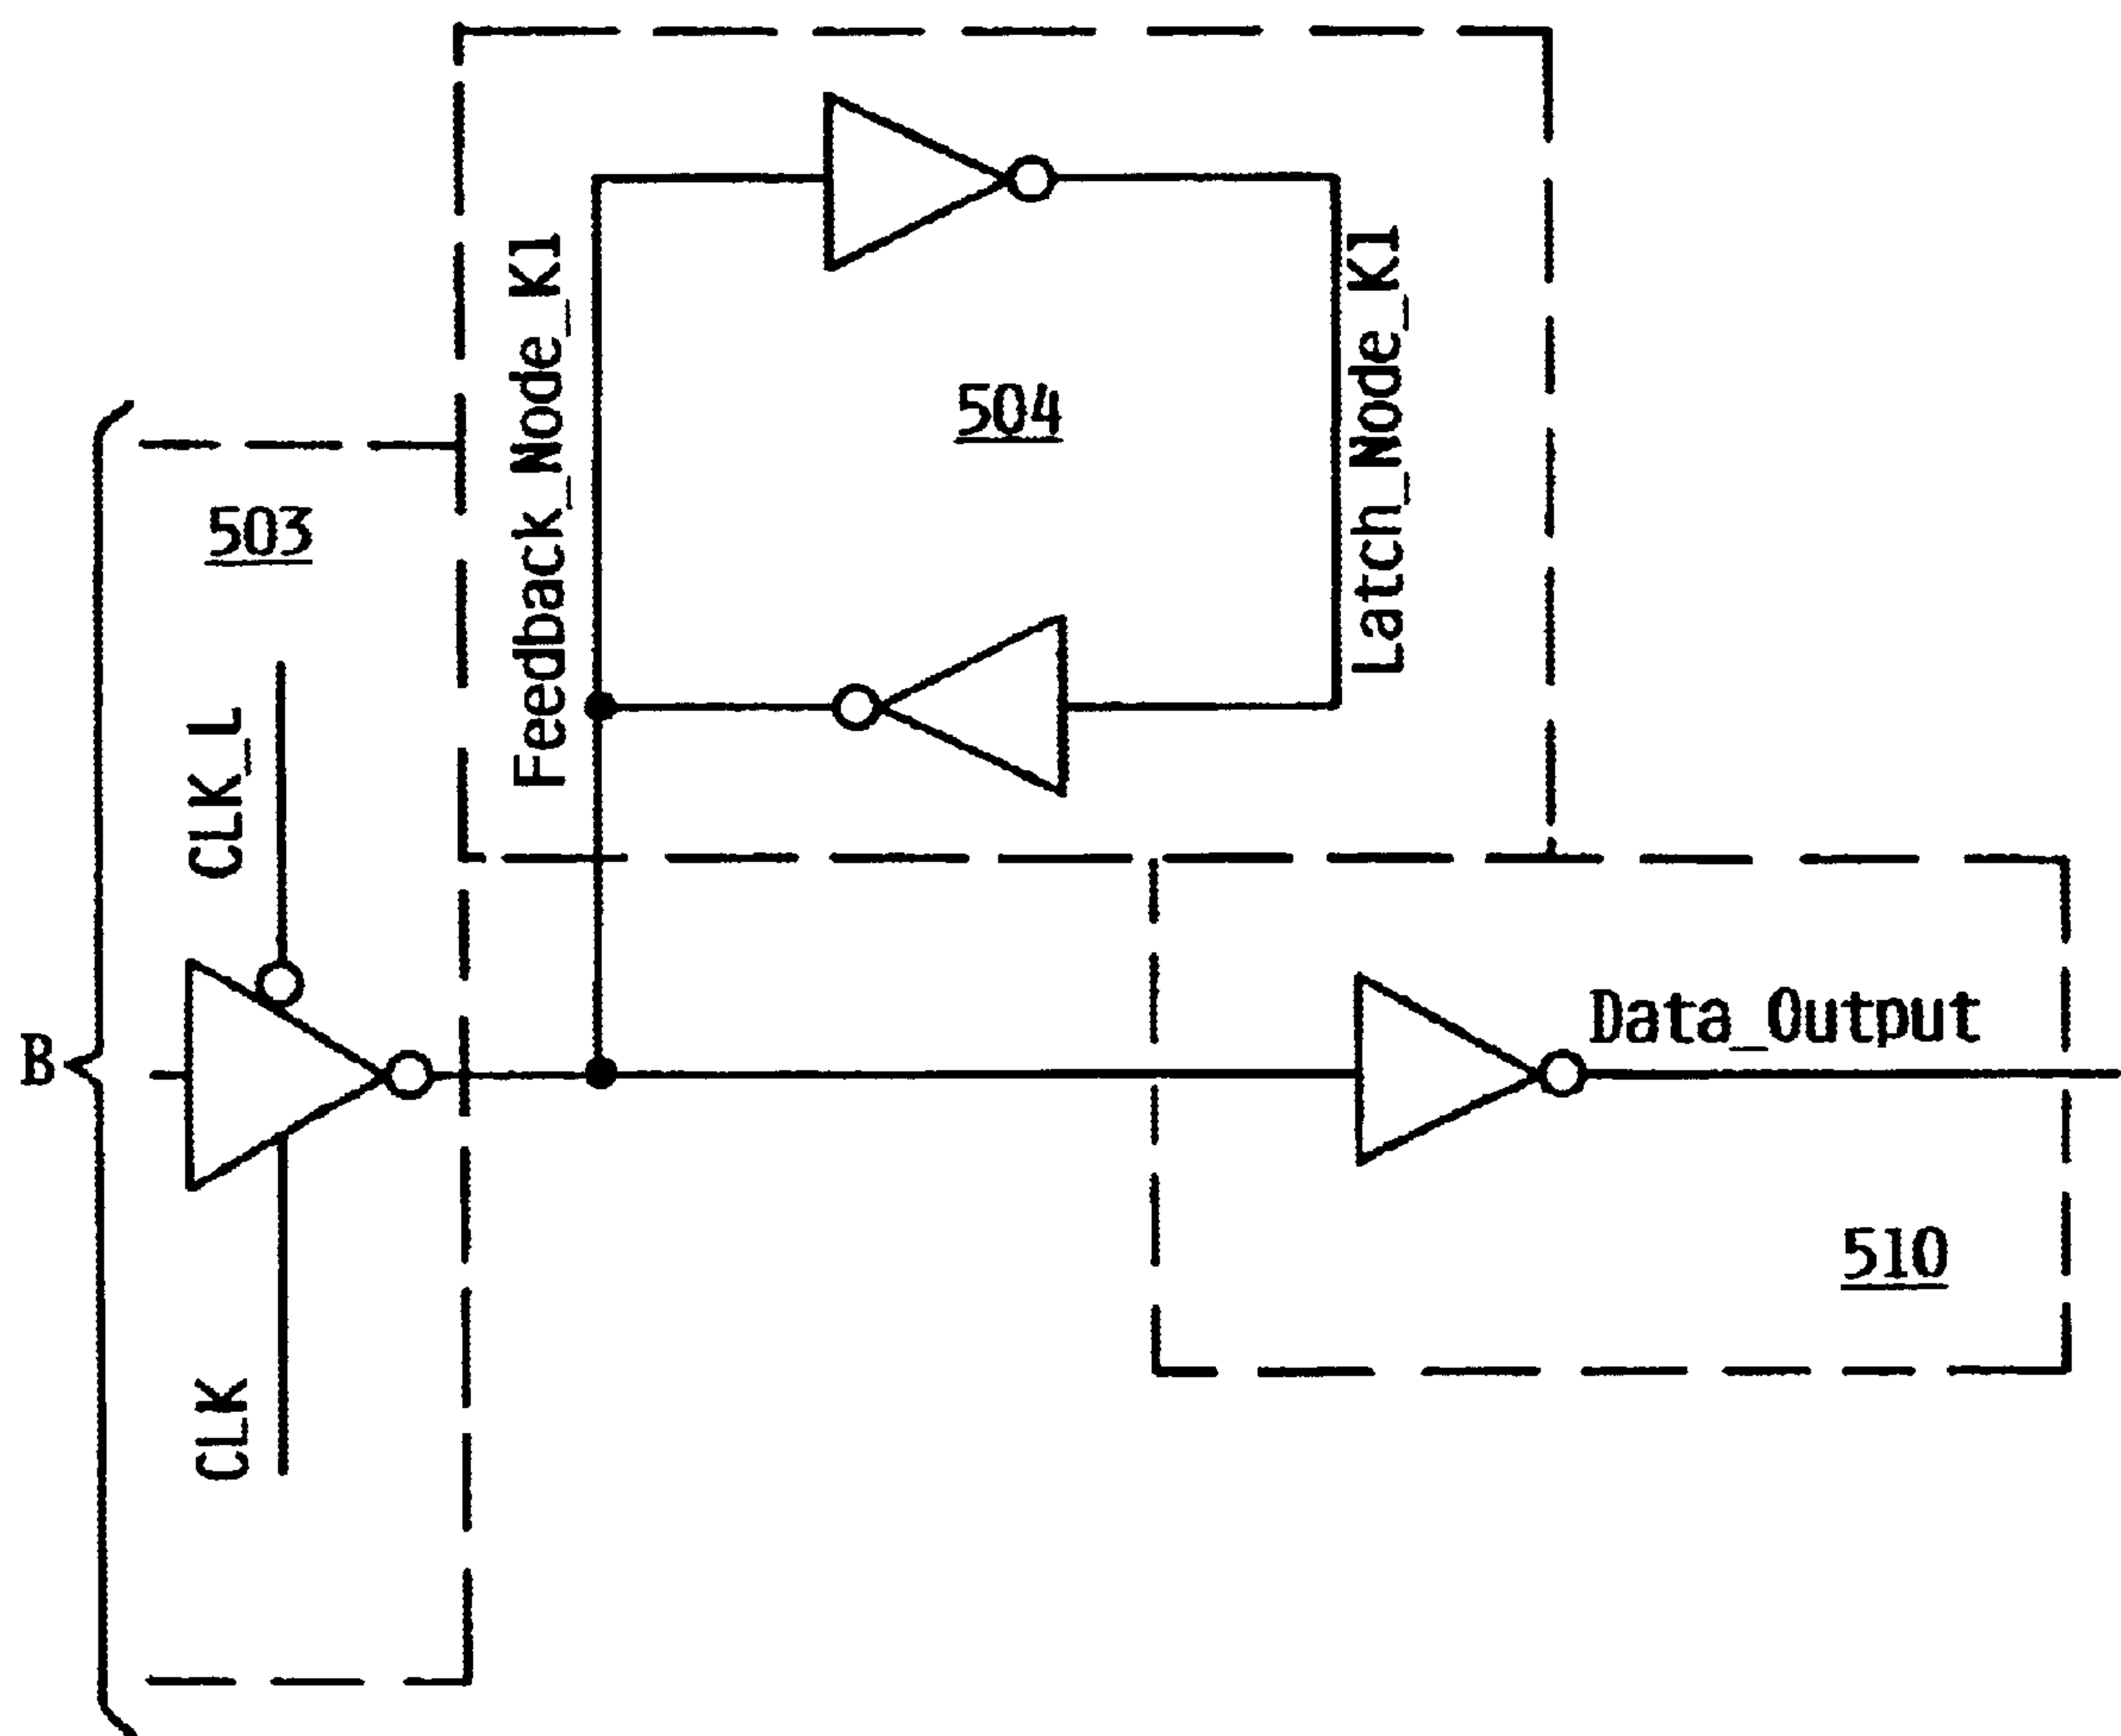 Feedback_Node_K1
504
Latch_Node_K1
503
CLK_L
B
Data_Output
510
CLK